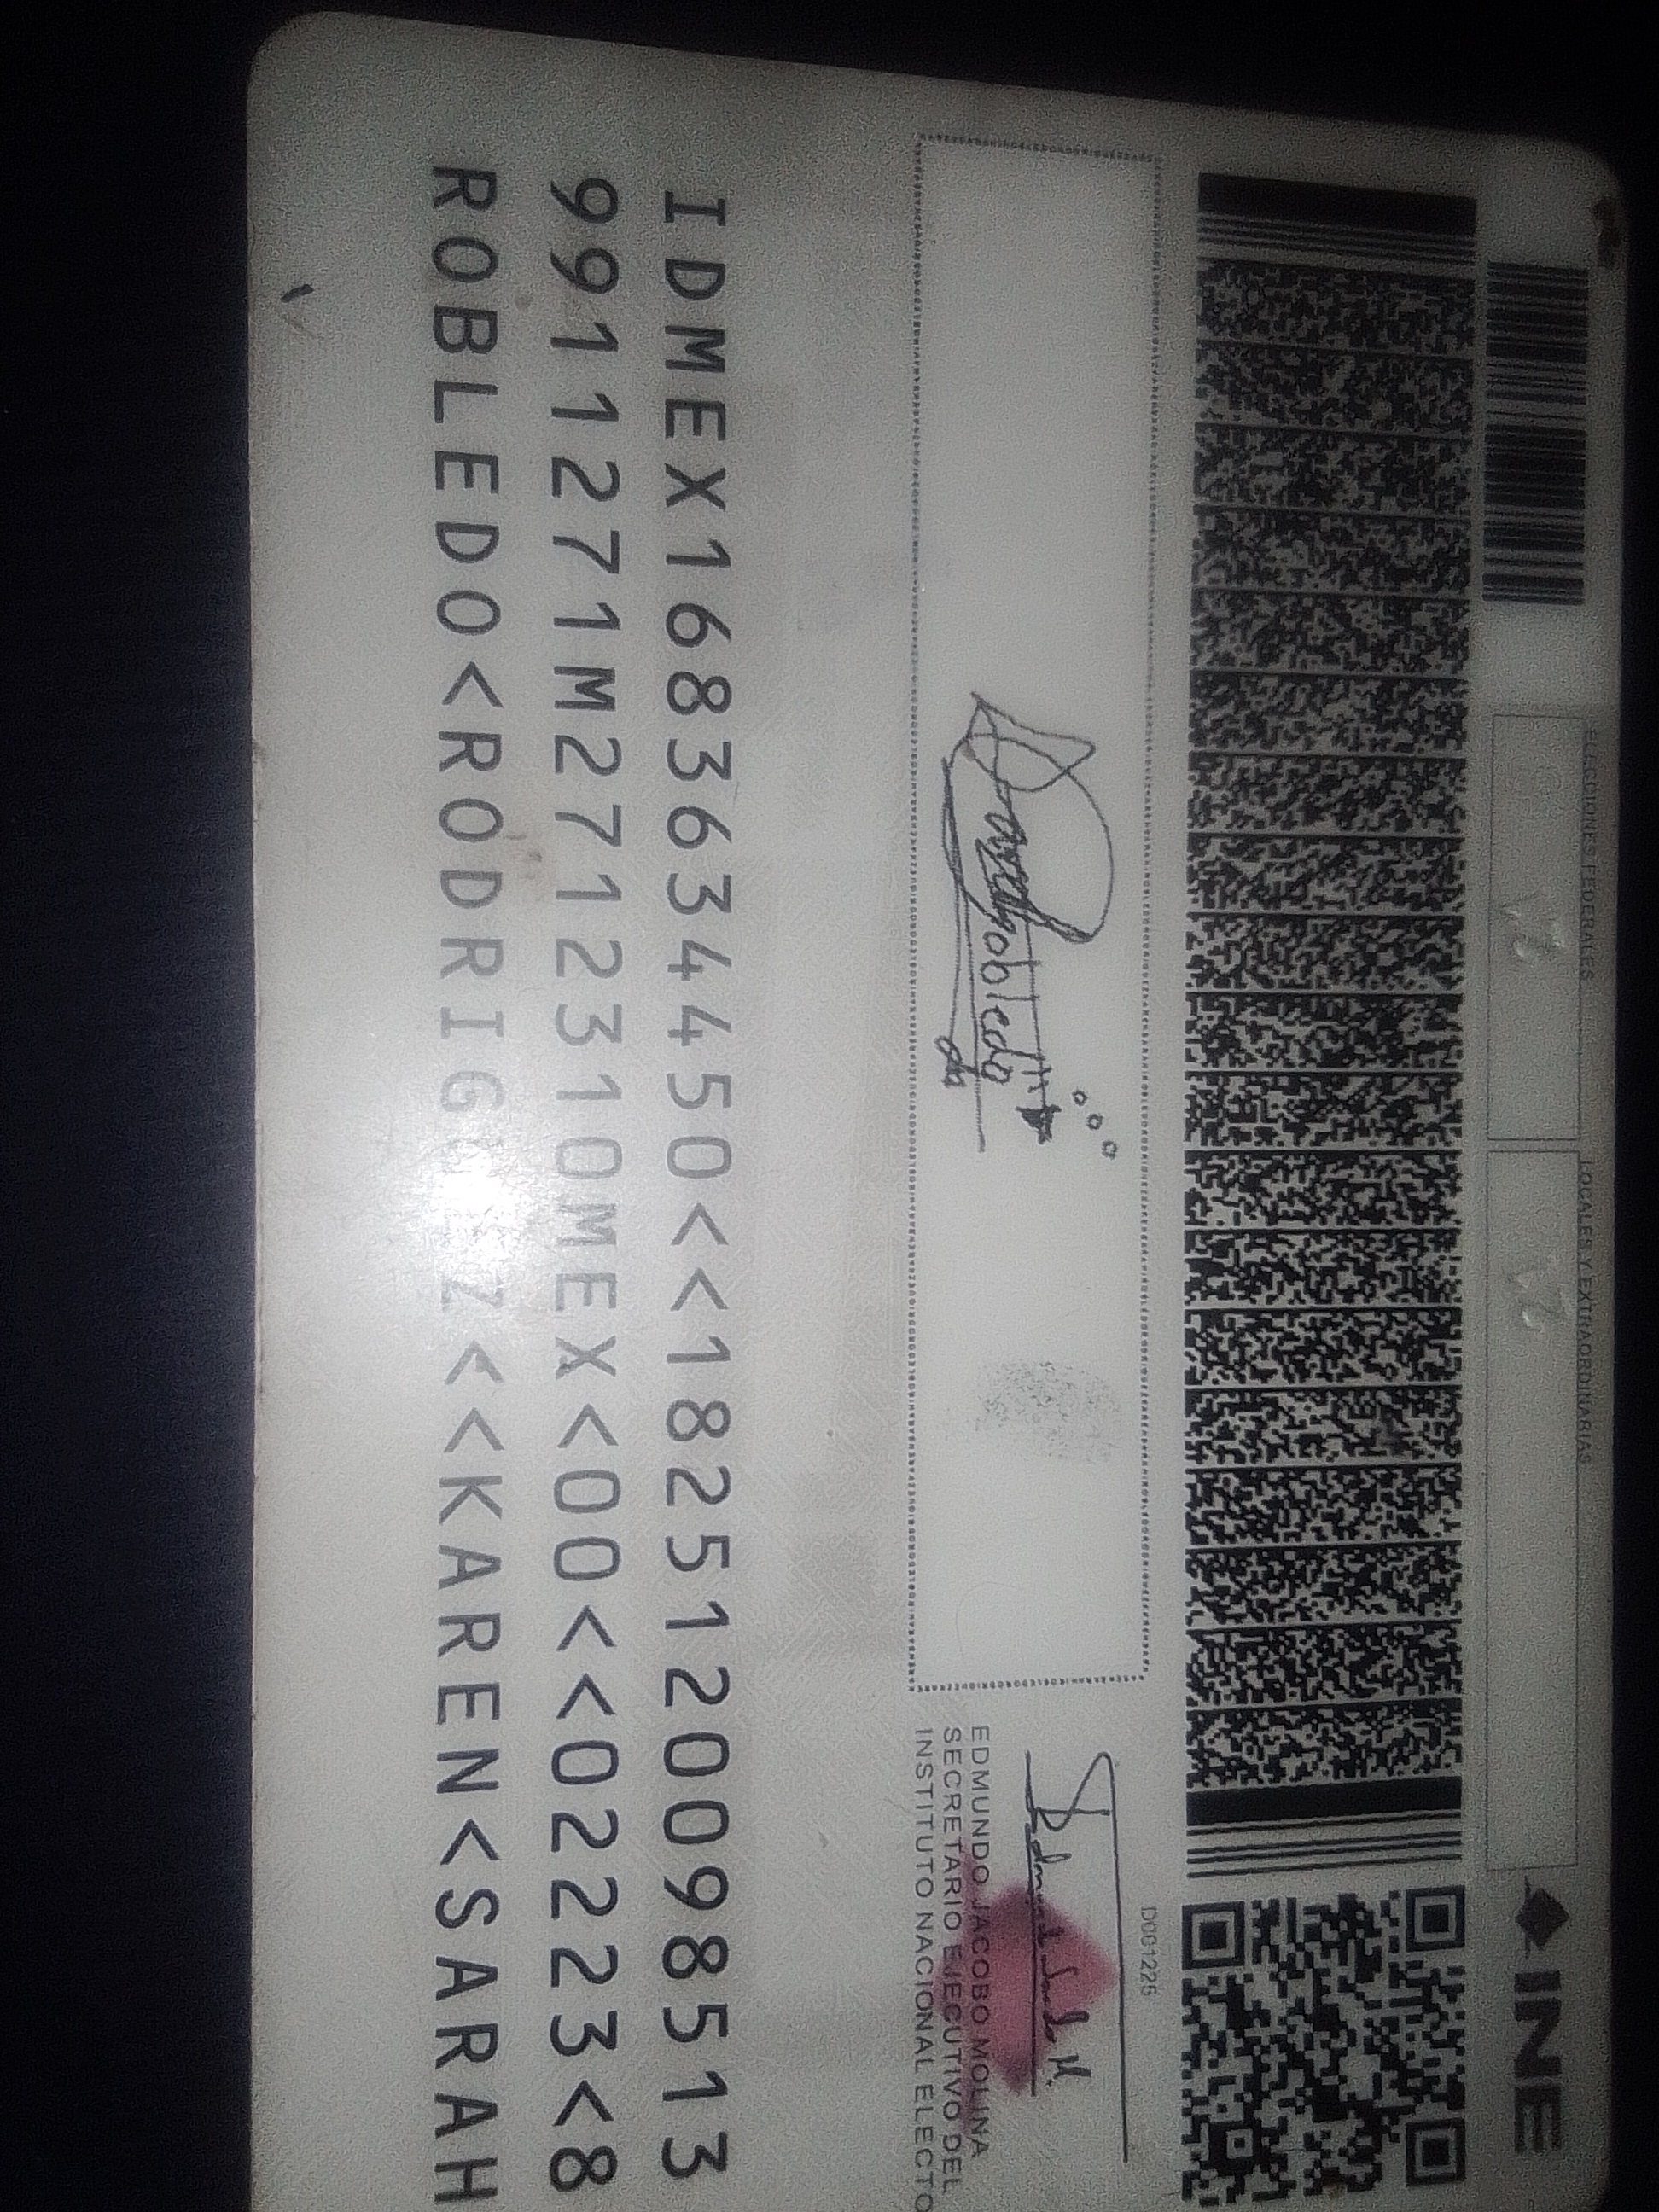 ELECCIONES FEDERALES
LOCALES Y EXTRAORDINARIAS
INE
D001225
EDMUNDO JACOBO MOLINA
SECRETARIO EJECUTIVO DEL
INSTITUTO NACIONAL
IDMEX1683634450<<1825120098513
9911271M2712310MEX<00<<02223<8
ROBLEDO< <<KAREN<SARAH